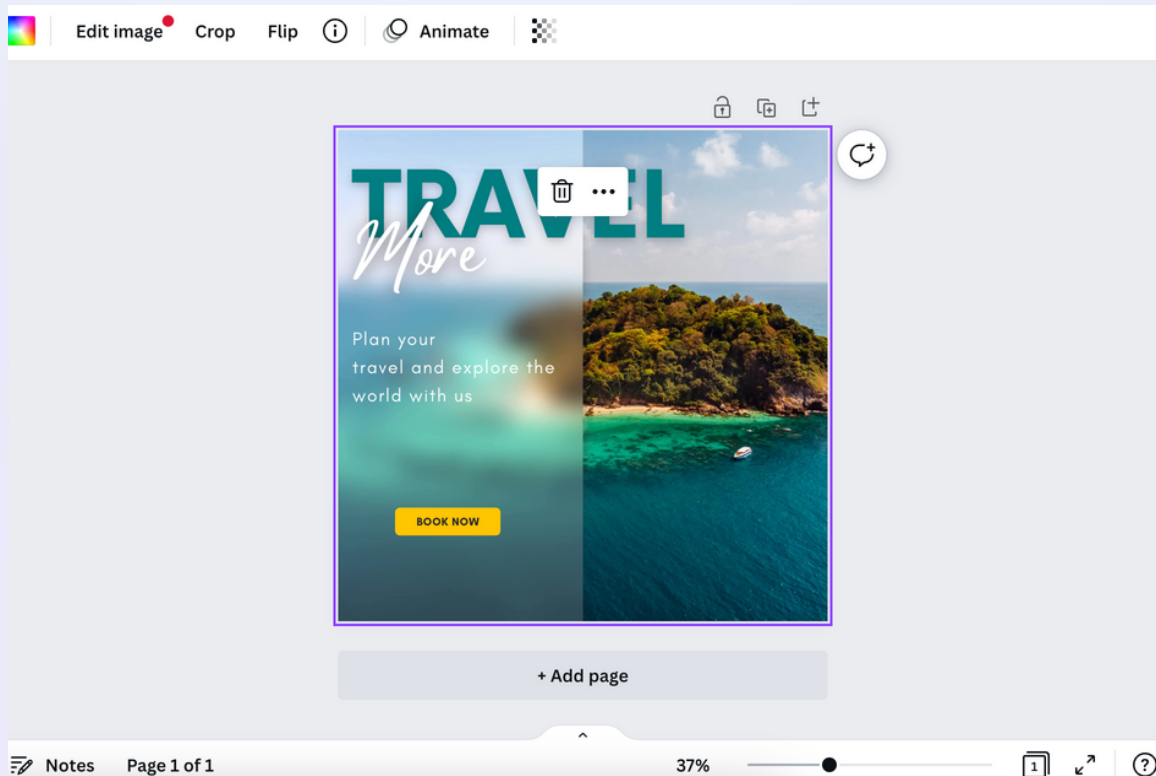 Edit image Crop Flip Animate
TRAVEL
More
Plan your
travel and explore the
world with us
BOOK NOW
+ Add page
Notes Page 1 of 1 37% 1